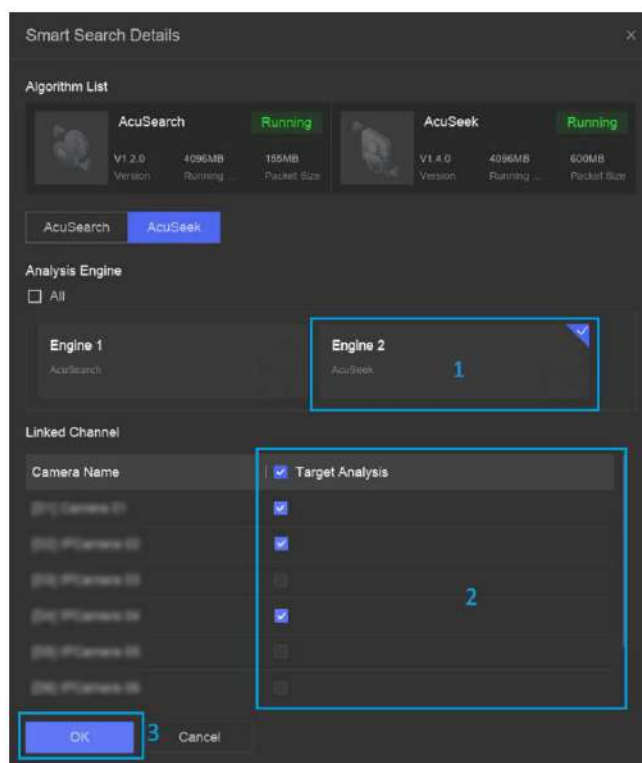 Smart Search Details
Algorithm List
AcuSearch Running
V1.2.0 4096MB 155MB
Version Running ... Packet Size
AcuSeek Running
V1.4.0 4096MB 600MB
Version Running ... Packet Size
AcuSearch AcuSeek
Analysis Engine
All
Engine 1
AcuSearch
Engine 2
AcuSeek
1
Linked Channel
Camera Name Target Analysis
2
OK 3 Cancel